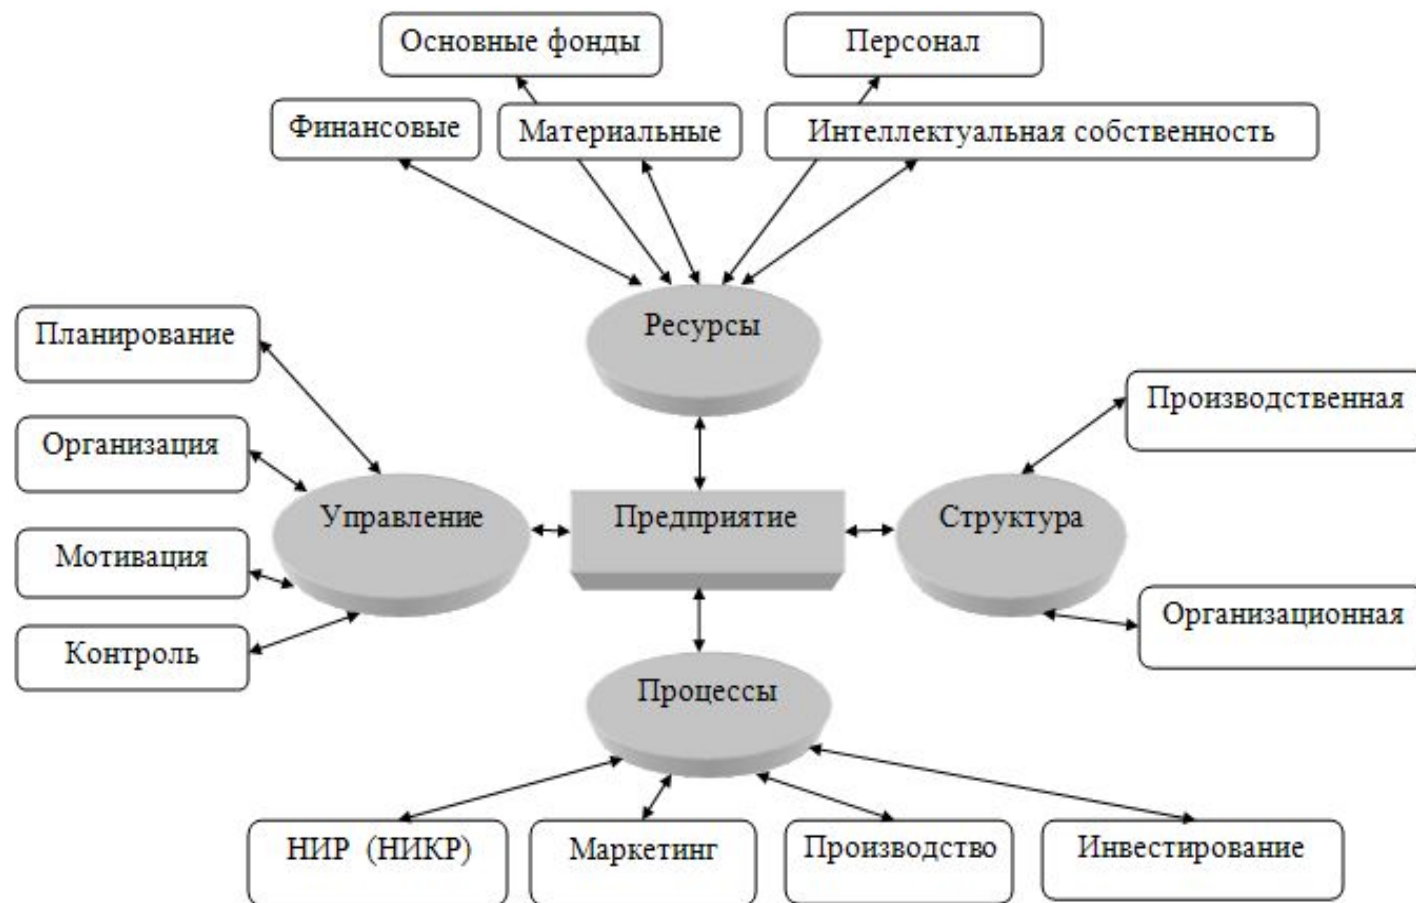 Основные фонды
Персонал
Финансовые
Материальные
Интеллектуальная собственность
Ресурсы
Планирование
Производственная
Организация
Управление
Предприятие
Структура
Мотивация
Организационная
Контроль
Процессы
НИР (НИКР)
Маркетинг
Производство
Инвестирование